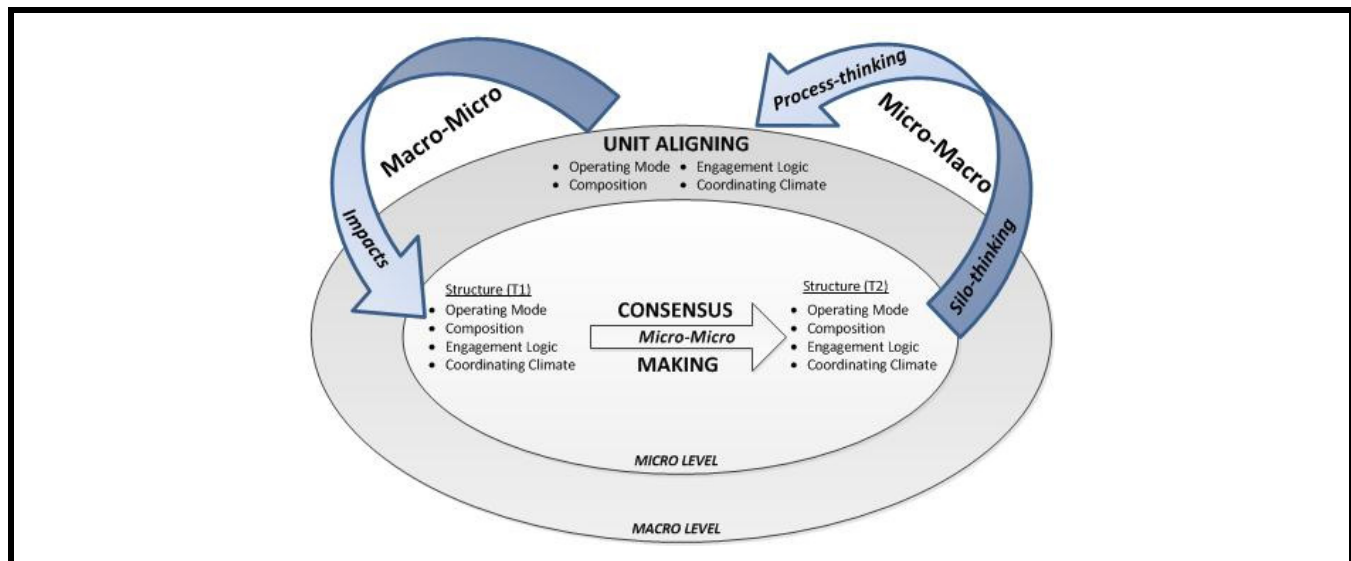 Process-thinking
Macro-Micro
Micro-Macro
Impacts
Silo-thinking
UNIT ALIGNING
• Operating Mode • Engagement Logic
• Composition • Coordinating Climate
Structure (T1)
• Operating Mode
• Composition
• Engagement Logic
• Coordinating Climate
CONSENSUS
Micro-Micro
MAKING
Structure (T2)
• Operating Mode
• Composition
• Engagement Logic
• Coordinating Climate
MICRO LEVEL
MACRO LEVEL